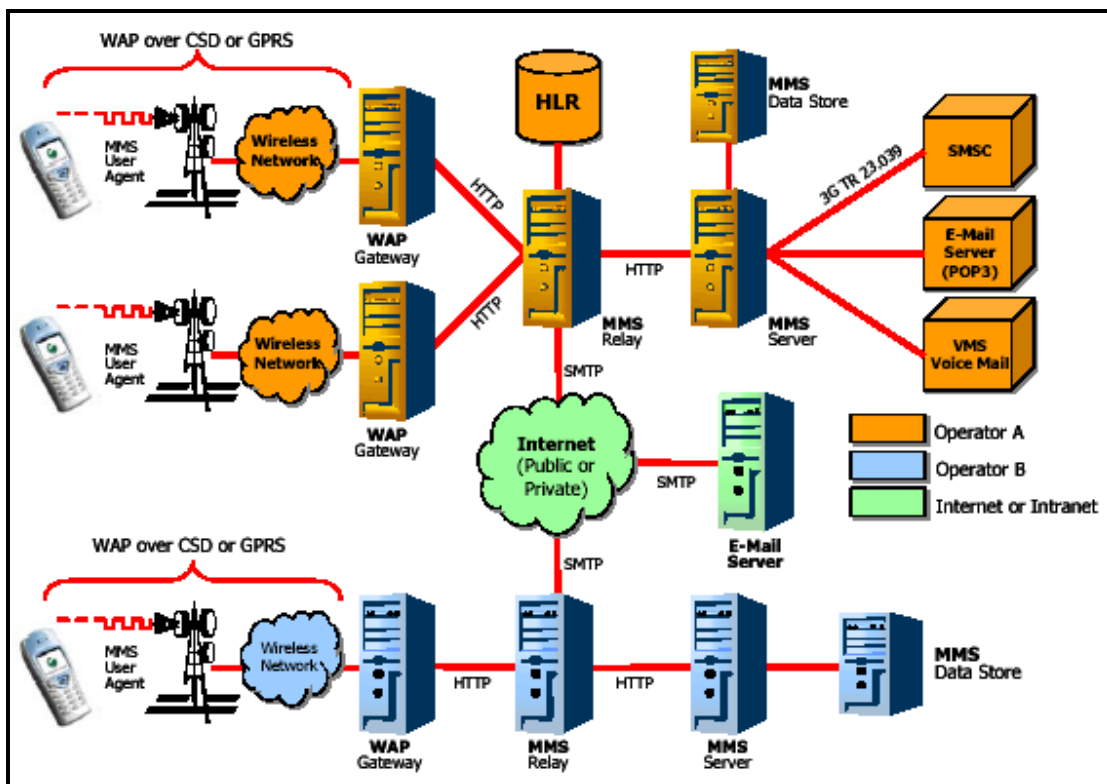 WAP over CSD or GPRS
MMS
User
Agent
Wireless
Network
WAP
Gateway
HTTP
HLR
MMS
Data Store
MMS
User
Agent
Wireless
Network
WAP
Gateway
HTTP
MMS
Relay
HTTP
MMS
Server
3G TR 23.039
SMSC
E-Mail
Server
(POP3)
VMS
Voice Mail
SMTP
Internet
(Public or
Private)
SMTP
E-Mail
Server
Operator A
Operator B
Internet or Intranet
SMTP
WAP over CSD or GPRS
MMS
User
Agent
Wireless
Network
WAP
Gateway
HTTP
MMS
Relay
HTTP
MMS
Server
MMS
Data Store